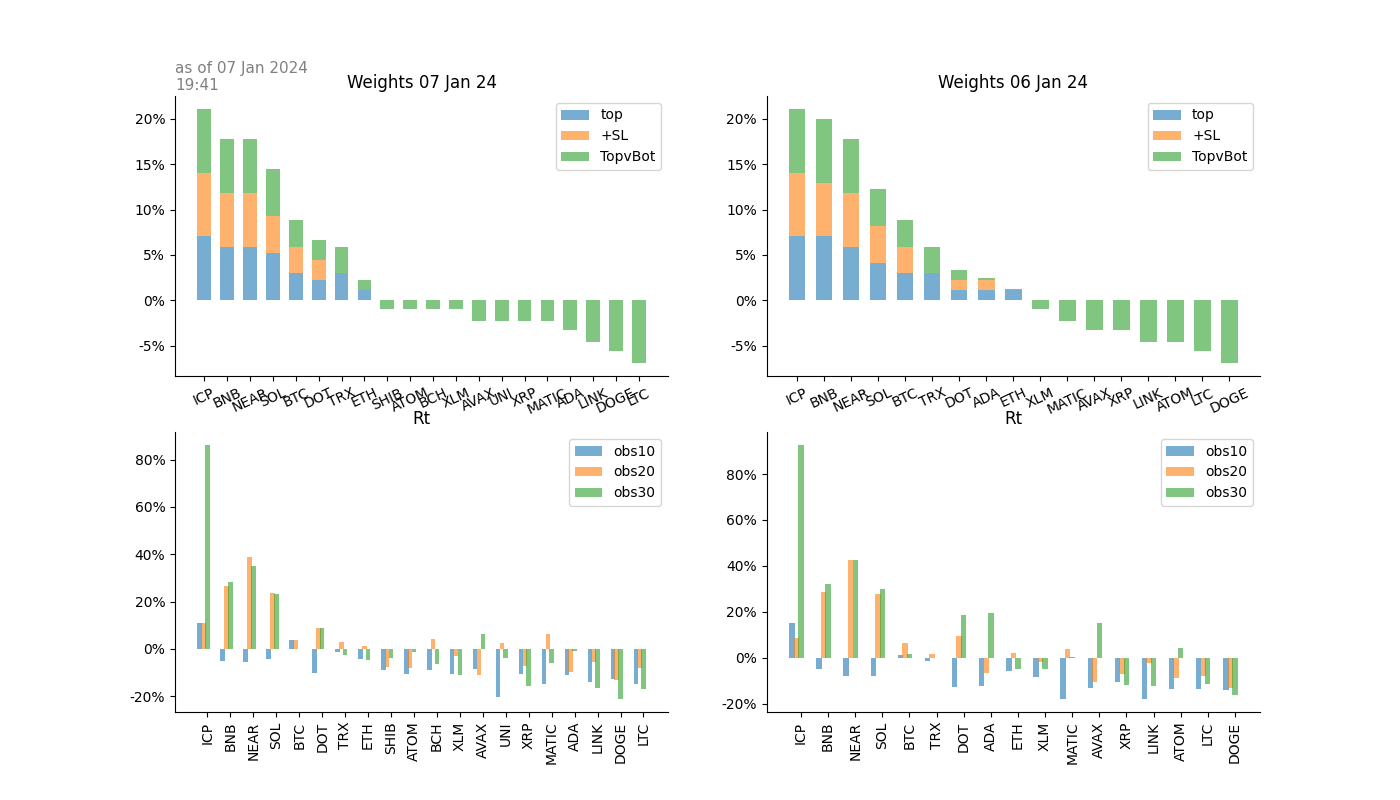 as of 07 Jan 2024
19:41
Weights 07 Jan 24
20%
15%
10%
5%
0%
-5%
top
+SL
TopvBot
ICP BNB NEAR SOL BTC DOT TRX ETH SHIB ATOM BCH XLM AVAX UNI XRP MATIC ADA LINK DOGE LTC
Weights 06 Jan 24
20%
15%
10%
5%
0%
-5%
top
+SL
TopvBot
ICP BNB NEAR SOL BTC TRX DOT ADA ETH XLM MATIC AVAX XRP LINK ATOM LTC DOGE
Rt
80%
60%
40%
20%
0%
-20%
obs10
obs20
obs30
ICP BNB NEAR SOL BTC DOT TRX ETH SHIB ATOM BCH XLM AVAX UNI XRP MATIC ADA LINK DOGE LTC
Rt
80%
60%
40%
20%
0%
-20%
obs10
obs20
obs30
ICP BNB NEAR SOL BTC TRX DOT ADA ETH XLM MATIC AVAX XRP LINK ATOM LTC DOGE